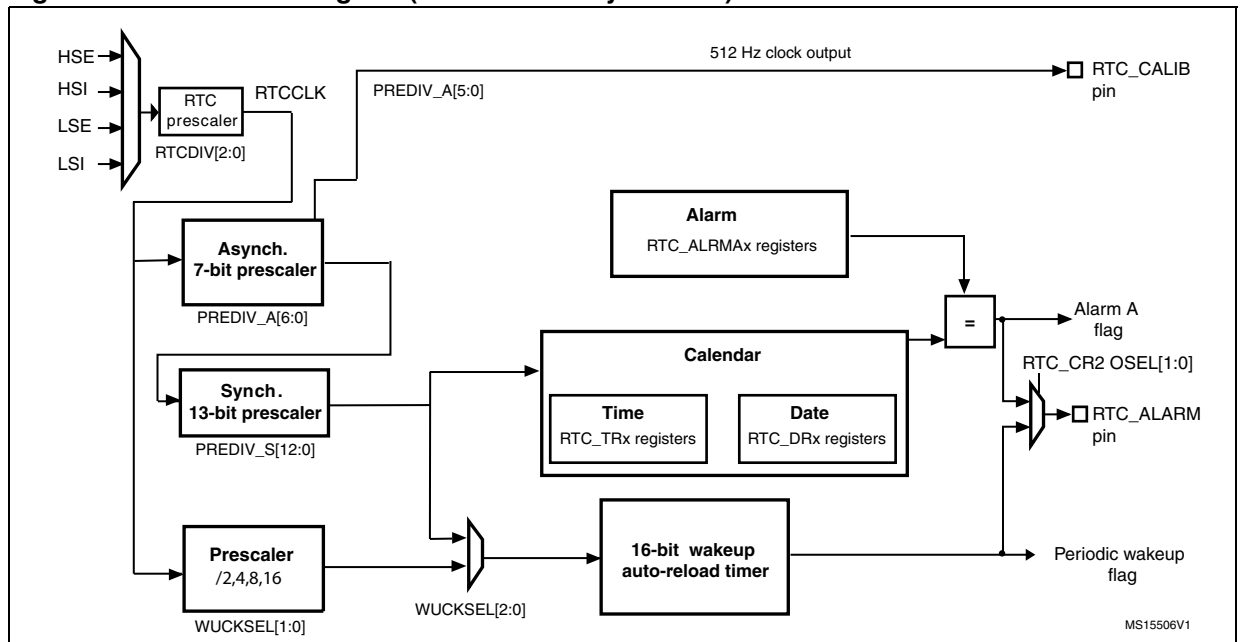 HSE
HSI
LSE
LSI
RTC
prescaler
RTCDIV[2:0]
RTCCLK
PREDIV_A[5:0]
512 Hz clock output
RTC_CALIB
pin
Asynch.
7-bit prescaler
PREDIV_A[6:0]
Alarm
RTC_ALRMAx registers
=
Alarm A
flag
Synch.
13-bit prescaler
PREDIV_S[12:0]
Calendar
Time
RTC_TRx registers
Date
RTC_DRx registers
RTC_CR2 OSEL[1:0]
RTC_ALARM
pin
Prescaler
/2,4,8,16
WUCKSEL[1:0]
WUCKSEL[2:0]
16-bit wakeup
auto-reload timer
Periodic wakeup
flag
MS15506V1